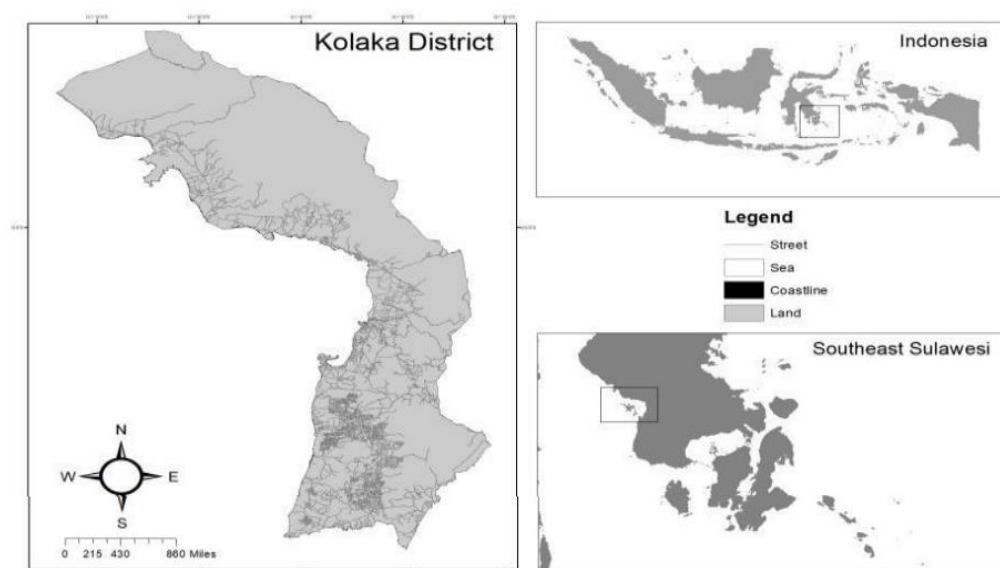 Kolaka District
N
W
E
S
0 215 430 860 Miles
Indonesia
Legend
Street
Sea
Coastline
Land
Southeast Sulawesi